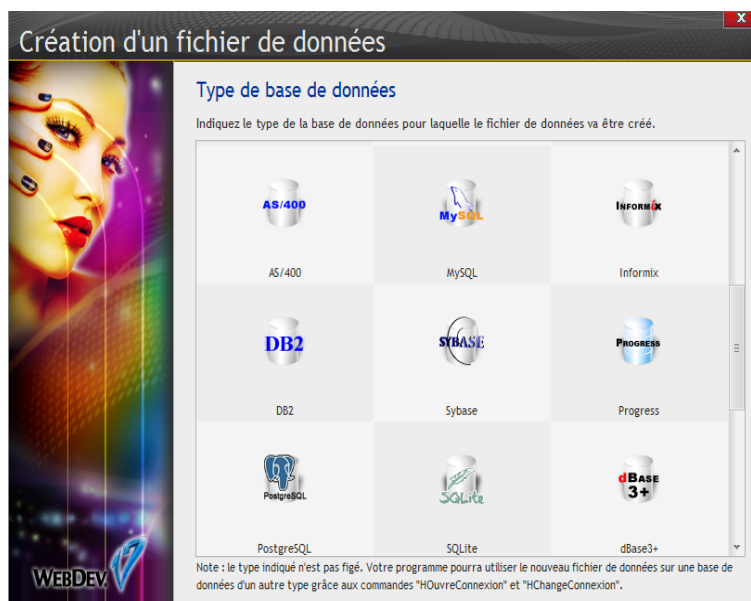 X
Création d'un fichier de données
Type de base de données
Indiquez le type de la base de données pour laquelle le fichier de données va être créé.
AS/400 MySQL INFORMIX
AS/400 MySQL Informix
DB2 SYBASE PROGRESS
DB2 Sybase Progress
PostgreSQL SQLite dBASE 3+
PostgreSQL SQLite dBase3+
Note : le type indiqué n'est pas figé. Votre programme pourra utiliser le nouveau fichier de données sur une base de
données d'un autre type grâce aux commandes "HOuvreConnexion" et "HChangeConnexion".
WEBDEV 17